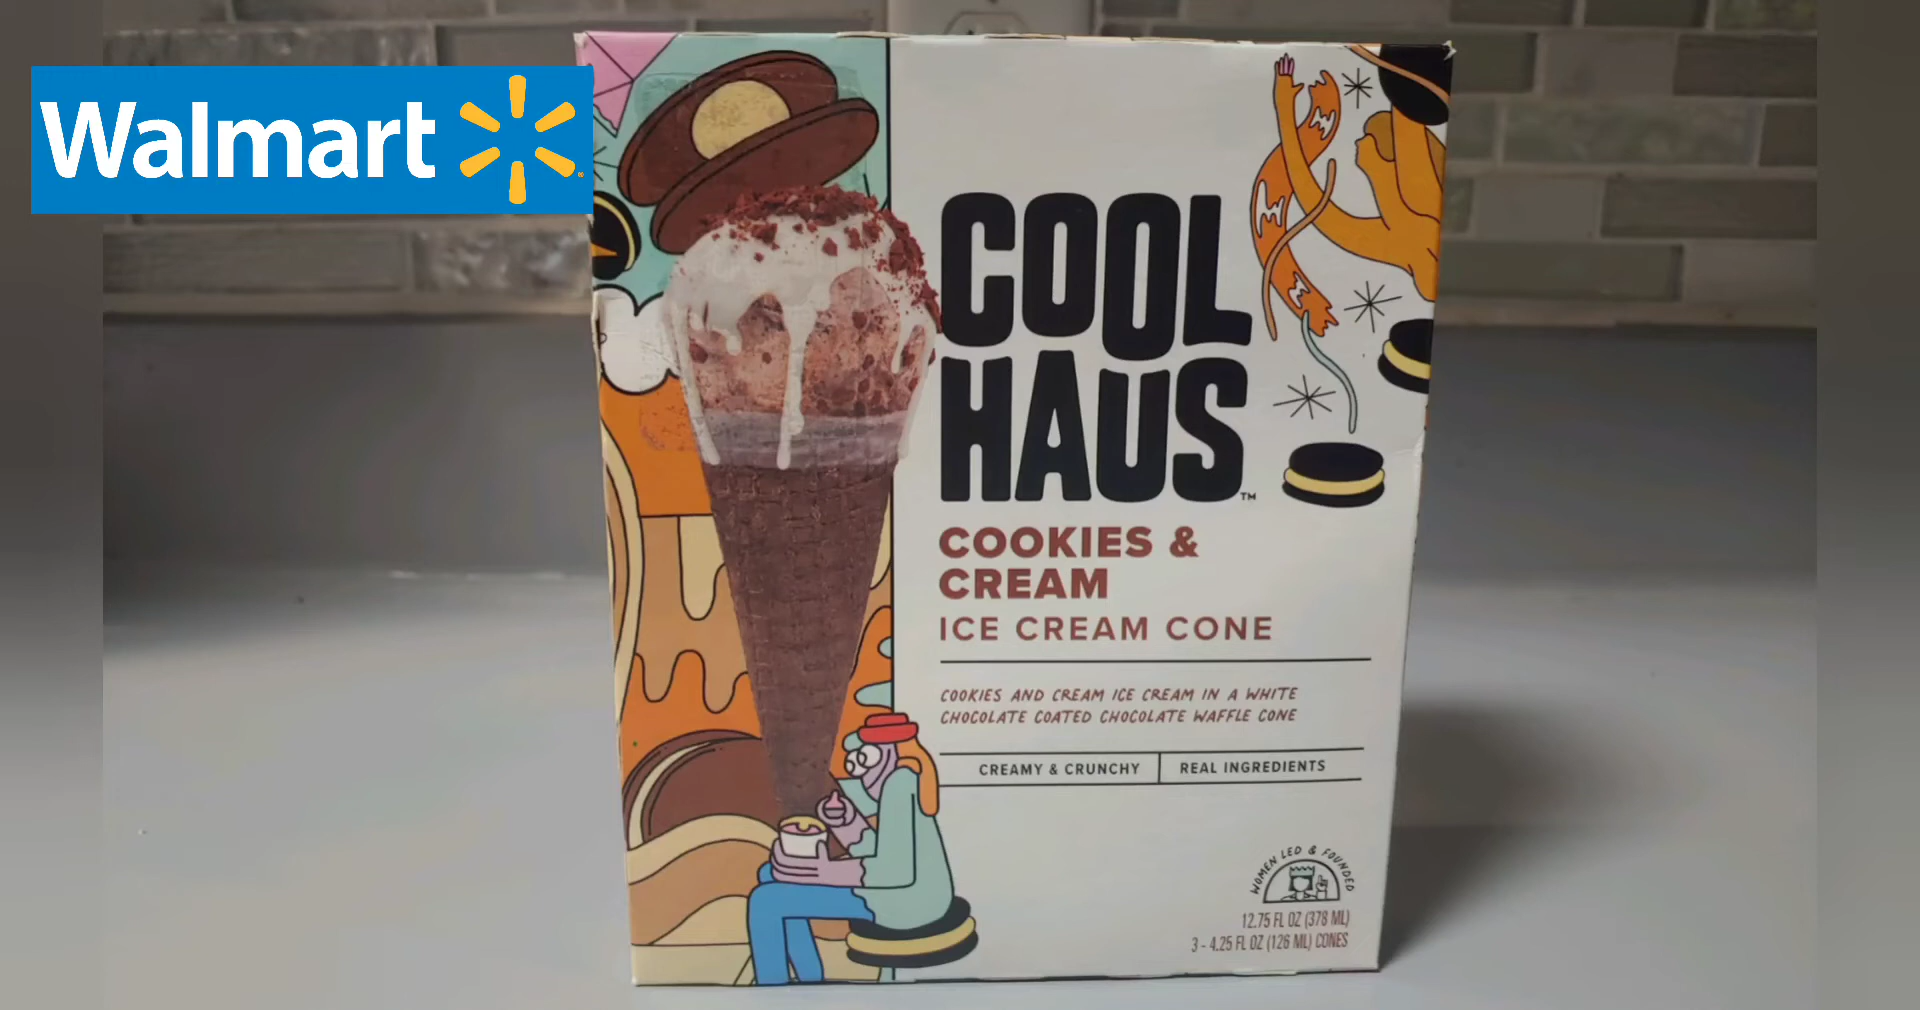 Walmart
COOL
HAUS™
COOKIES &
CREAM
ICE CREAM CONE
COOKIES AND CREAM ICE CREAM IN A WHITE
CHOCOLATE COATED CHOCOLATE WAFFLE CONE
CREAMY & CRUNCHY
REAL INGREDIENTS
WOMEN LED & FOUNDED
12.75 FL OZ (378 ML)
3 - 4.25 FL OZ (126 ML) CONES